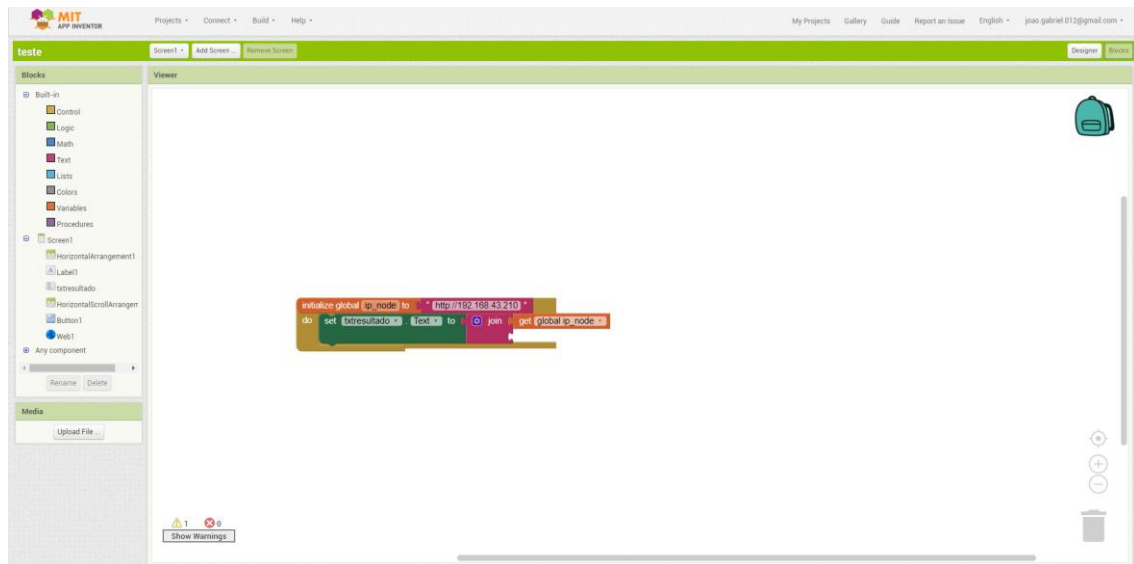 MIT
APP INVENTOR
Projects
Connect
Build
Help
My Projects
Gallery
Guide
Report an Issue
English
joao.gabriel.012@gmail.com
teste
Screen1
Add Screen ...
Remove Screen
Designer
Blocks
Blocks
Built-in
Control
Logic
Math
Text
Lists
Colors
Variables
Procedures
Screen1
HorizontalArrangement1
Label1
txtresultado
HorizontalScrollArrangem
Button1
Web1
Any component
Rename
Delete
Media
Upload File ...
Viewer
initialize global ip_node to " http://192.168.43.210 "
do set txtresultado . Text to join get global ip_node
1 0
Show Warnings